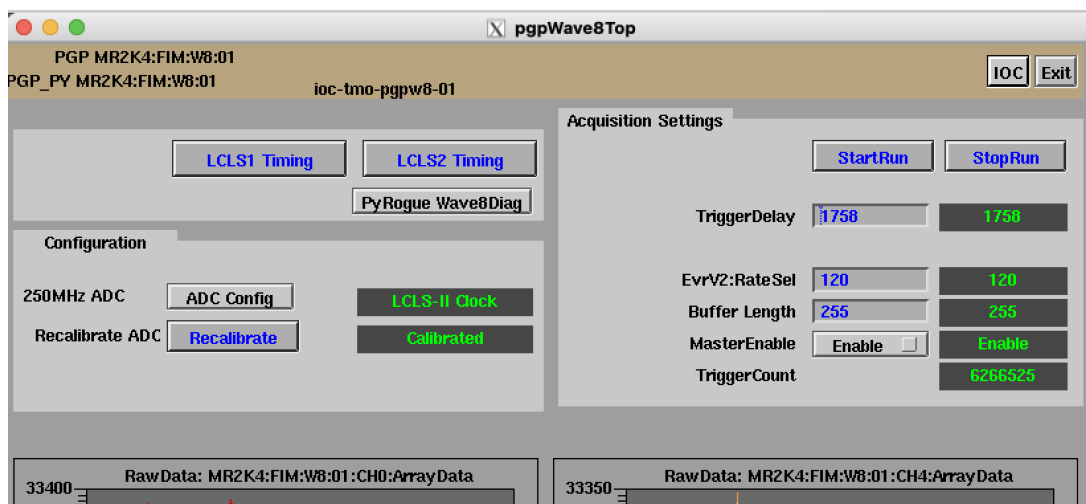 pgpWave8Top
PGP MR2K4:FIM:W8:01
PGP_PY MR2K4:FIM:W8:01
ioc-tmo-pgpw8-01
IOC Exit
LCLS1 Timing LCLS2 Timing
PyRogue Wave8Diag
Configuration
250MHz ADC ADC Config LCLS-II Clock
Recalibrate ADC Recalibrate Calibrated
Acquisition Settings
StartRun StopRun
TriggerDelay 1758 1758
EvrV2:RateSel 120 120
Buffer Length 255 255
MasterEnable Enable Enable
TriggerCount 6266525
RawData: MR2K4:FIM:W8:01:CH0:ArrayData
33400
RawData: MR2K4:FIM:W8:01:CH4:ArrayData
33350